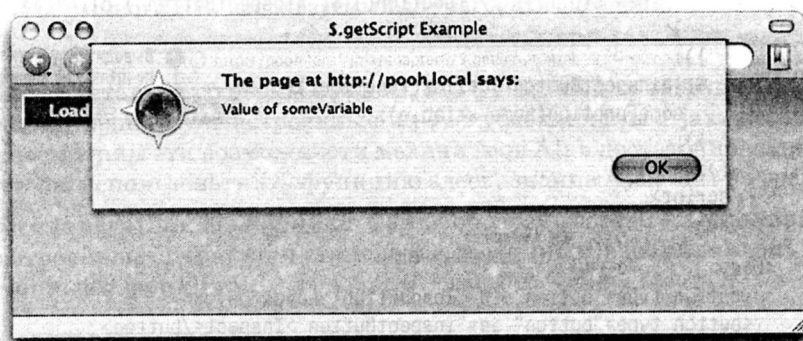 $.getScript Example
The page at http://pooh.local says:
Load
Value of someVariable
OK